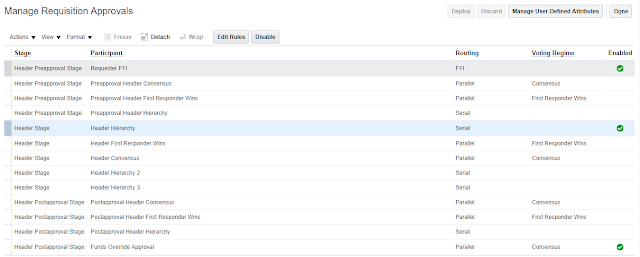 Manage Requisition Approvals
Deploy Discard Manage User-Defined Attributes Done
Actions View Format Freeze Detach Wrap Edit Rules Disable
Stage Participant Routing Voting Regime Enabled
Header Preapproval Stage Requester FYI FYI
Header Preapproval Stage Preapproval Header Consensus Parallel Consensus
Header Preapproval Stage Preapproval Header First Responder Wins Parallel First Responder Wins
Header Preapproval Stage Preapproval Header Hierarchy Serial
Header Stage Header Hierarchy Serial
Header Stage Header First Responder Wins Parallel First Responder Wins
Header Stage Header Consensus Parallel Consensus
Header Stage Header Hierarchy 2 Serial
Header Stage Header Hierarchy 3 Serial
Header Postapproval Stage Postapproval Header Consensus Parallel Consensus
Header Postapproval Stage Postapproval Header First Responder Wins Parallel First Responder Wins
Header Postapproval Stage Postapproval Header Hierarchy Serial
Header Postapproval Stage Funds Override Approval Parallel Consensus